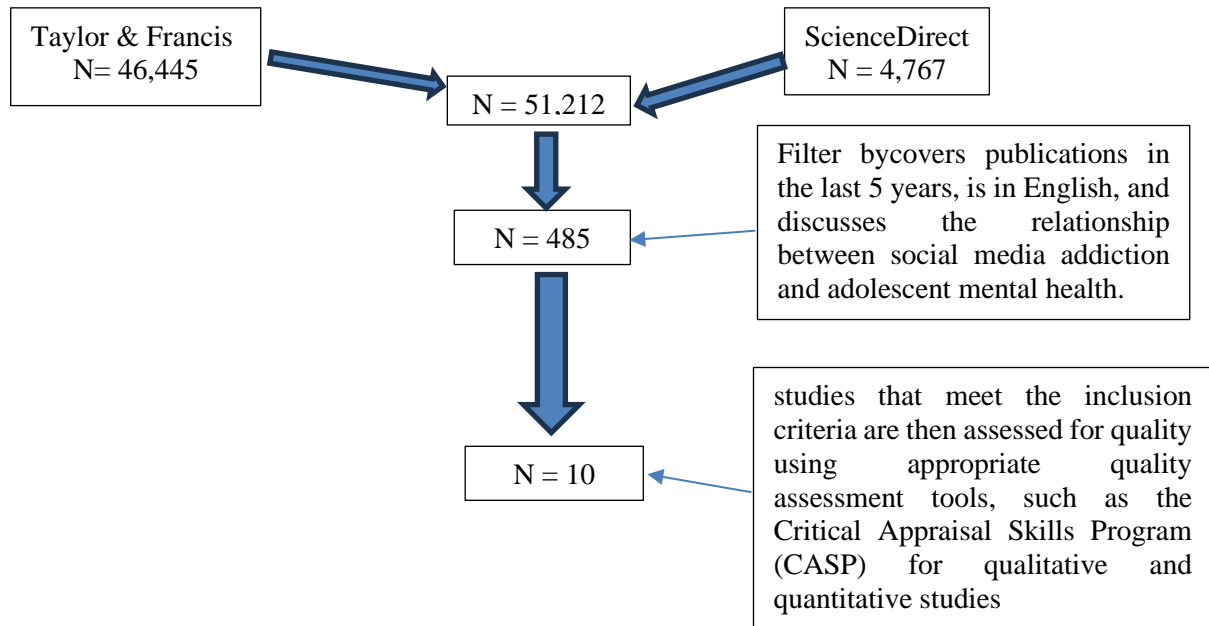 Taylor & Francis
N= 46,445
ScienceDirect
N = 4,767
N = 51,212
Filter bycovers publications in
the last 5 years, is in English, and
discusses the relationship
between social media addiction
and adolescent mental health.
N = 485
studies that meet the inclusion
criteria are then assessed for quality
using appropriate quality
assessment tools, such as the
Critical Appraisal Skills Program
(CASP) for qualitative and
quantitative studies
N = 10